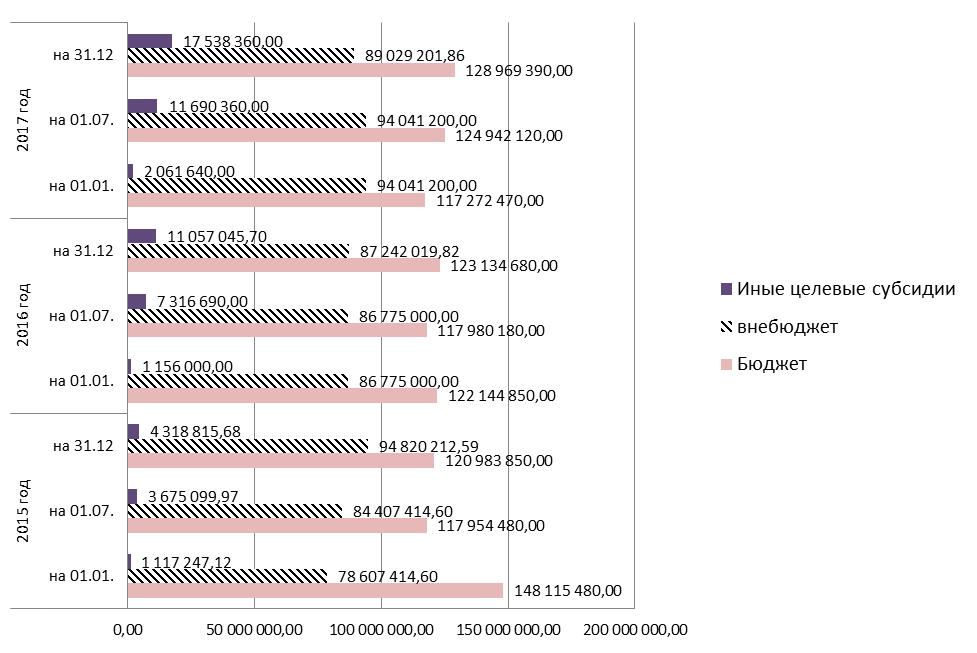 2017 год
на 31.12
17 538 360,00
89 029 201,86
128 969 390,00
на 01.07.
11 690 360,00
94 041 200,00
124 942 120,00
на 01.01.
2 061 640,00
94 041 200,00
117 272 470,00
2016 год
на 31.12
11 057 045,70
87 242 019,82
123 134 680,00
на 01.07.
7 316 690,00
86 775 000,00
117 980 180,00
на 01.01.
1 156 000,00
86 775 000,00
122 144 850,00
2015 год
на 31.12
4 318 815,68
94 820 212,59
120 983 850,00
на 01.07.
3 675 099,97
84 407 414,60
117 954 480,00
на 01.01.
1 117 247,12
78 607 414,60
148 115 480,00
0,00 50 000 000,00 100 000 000,00 150 000 000,00 200 000 000,00
Иные целевые субсидии
внебюджет
Бюджет